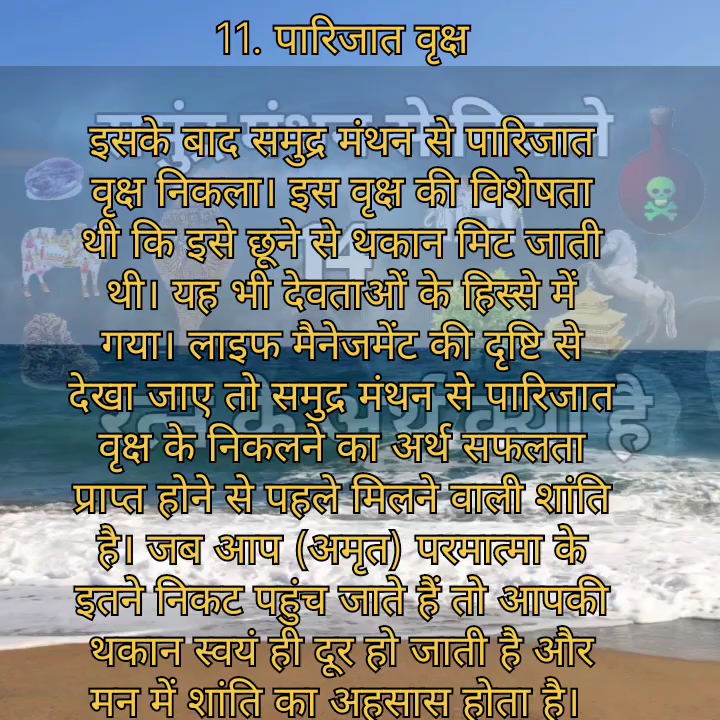 11. पारिजात वृक्ष
इसके बाद समुद्र मंथन से पारिजात
वृक्ष निकला। इस वृक्ष की विशेषता
थी कि इसे छूने से थकान मिट जाती
थी। यह भी देवताओं के हिस्से में
गया। लाइफ मैनेजमेंट की दृष्टि से
देखा जाए तो समुद्र मंथन से पारिजात
वृक्ष के निकलने का अर्थ सफलता
प्राप्त होने से पहले मिलने वाली शांति
है। जब आप (अमृत) परमात्मा के
इतने निकट पहुंच जाते हैं तो आपकी
थकान स्वयं ही दूर हो जाती है और
मन में शांति का अहसास होता है।
14